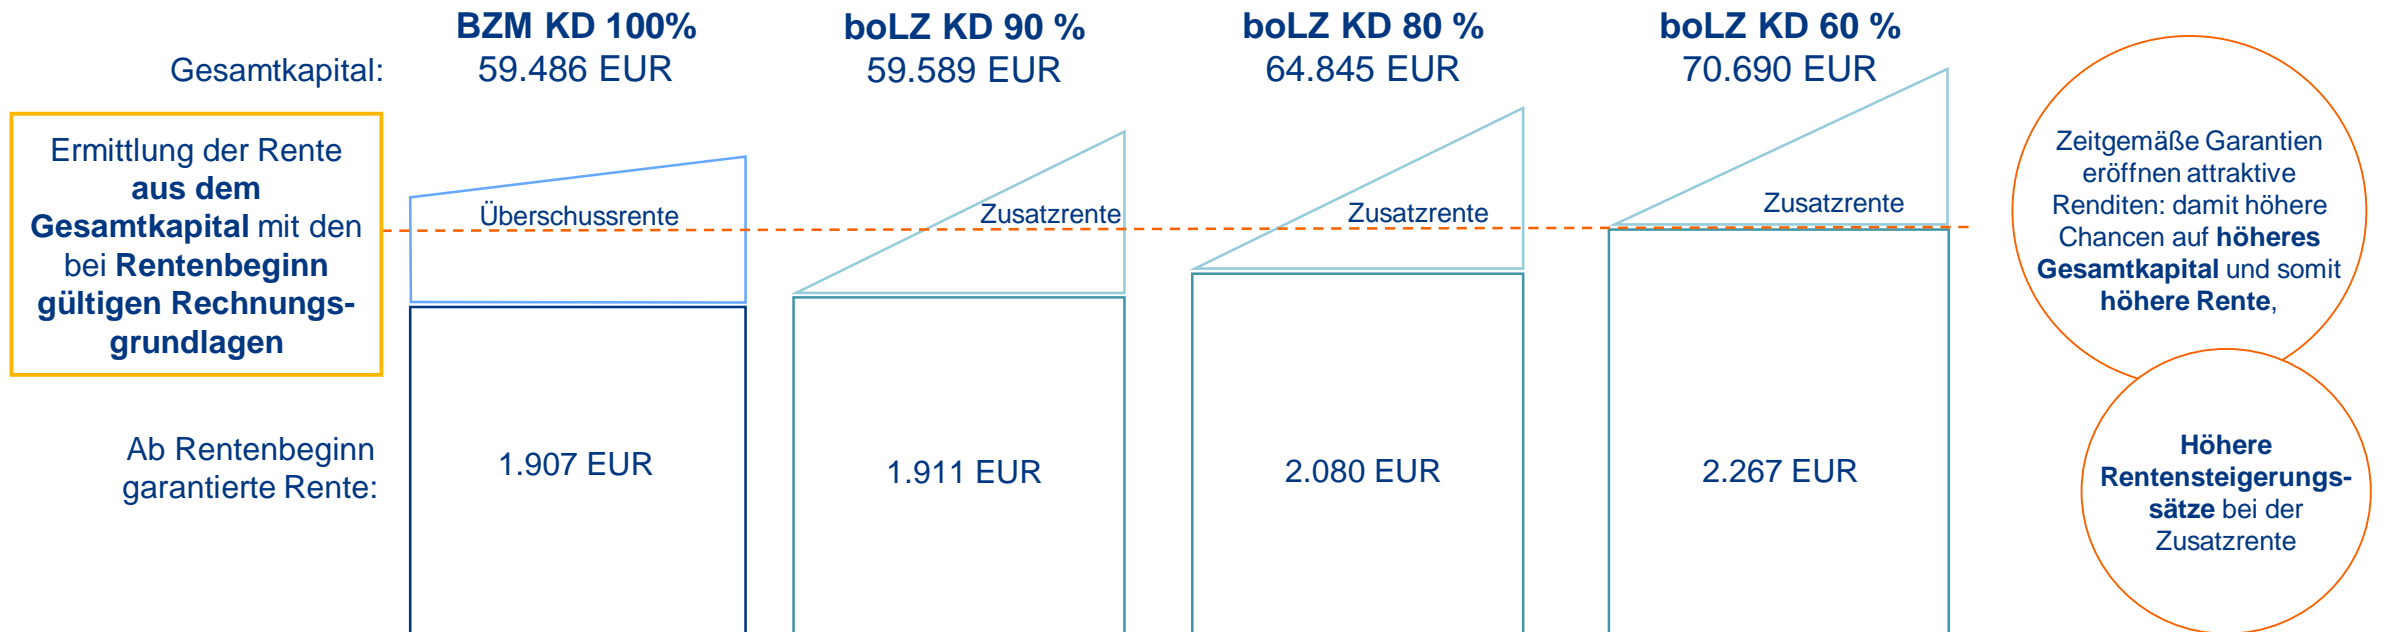 BZM KD 100%
boLZ KD 90 %
boLZ KD 80 %
boLZ KD 60 %
Gesamtkapital:
59.486 EUR
59.589 EUR
64.845 EUR
70.690 EUR
Ermittlung der Rente
aus dem
Gesamtkapital mit den
bei Rentenbeginn
gültigen Rechnungs-
grundlagen
Überschussrente
Zusatzrente
Zusatzrente
Zusatzrente
Zeitgemäße Garantien
eröffnen attraktive
Renditen: damit höhere
Chancen auf höheres
Gesamtkapital und somit
höhere Rente,
Ab Rentenbeginn
garantierte Rente:
1.907 EUR
1.911 EUR
2.080 EUR
2.267 EUR
Höhere
Rentensteigerungs-
sätze bei der
Zusatzrente